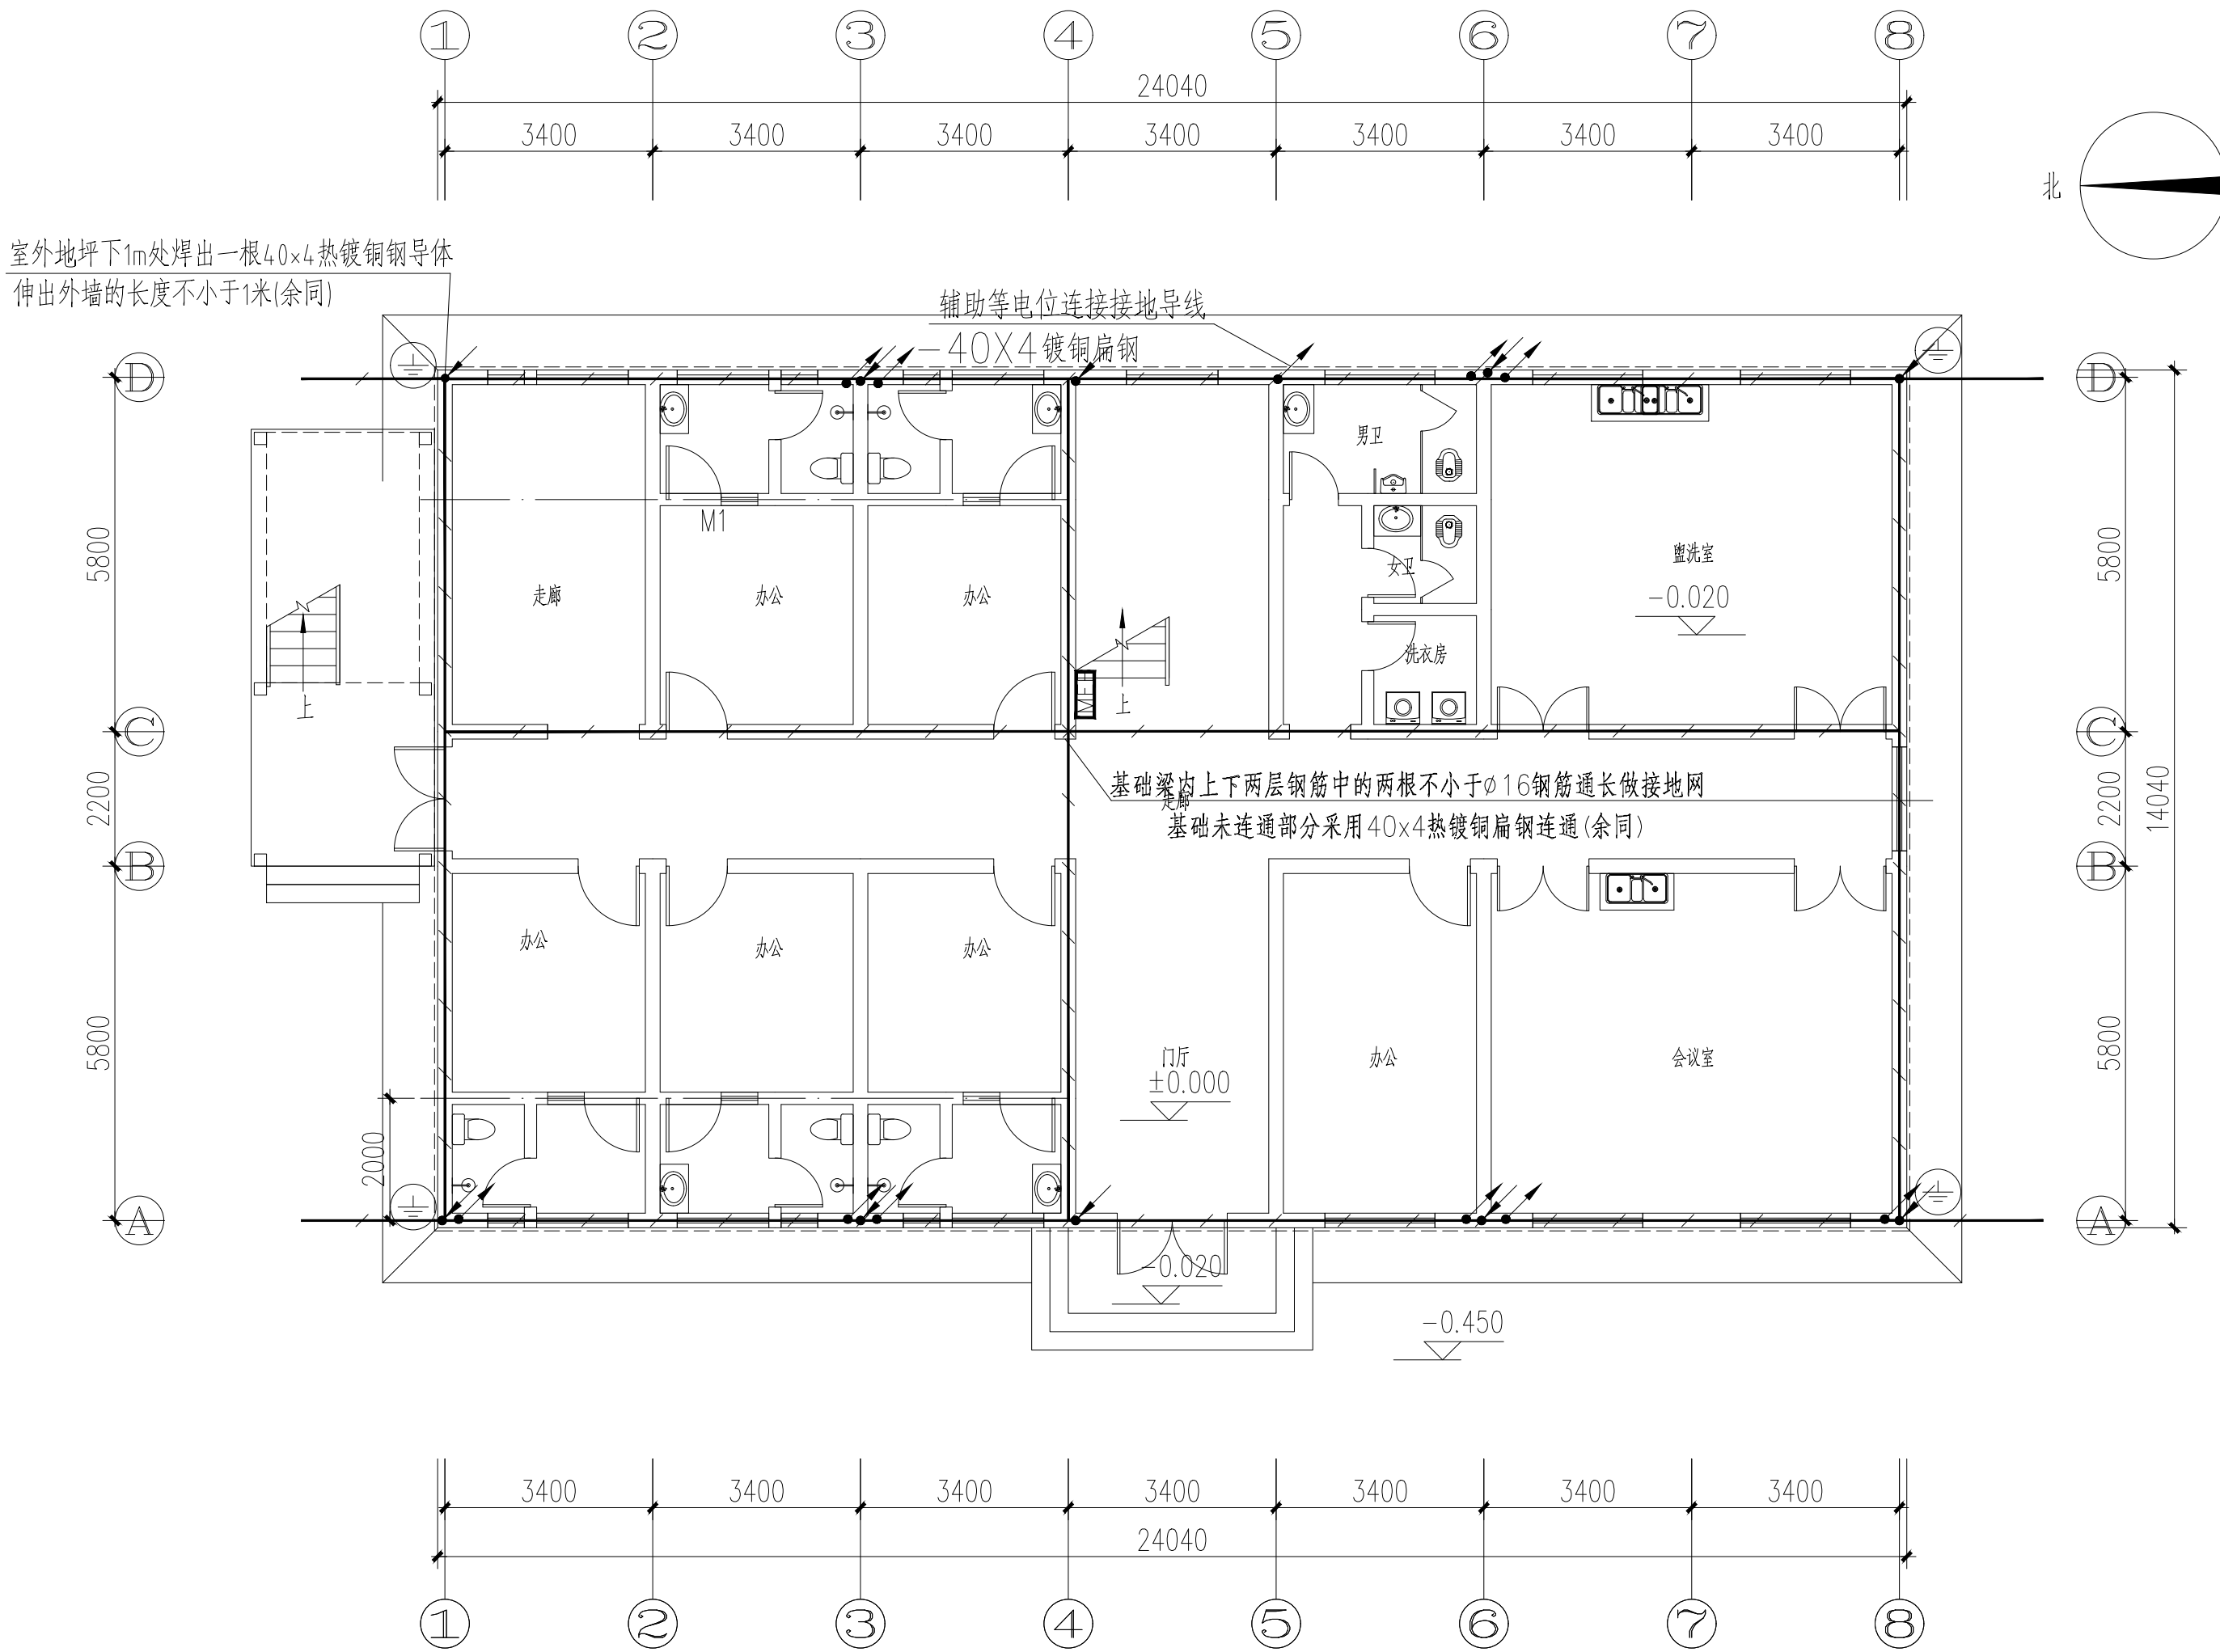 1 2 3 4 5 6 7 8
24040
3400 3400 3400 3400 3400 3400 3400
北
室外地坪下1m处焊出一根40×4热镀铜钢导体
伸出外墙的长度不小于1米(余同)
辅助等电位连接接地导线
-40X4镀铜扁钢
D
D
男卫
M1
5800
走廊
办公
办公
女卫
盥洗室
-0.020
5800
洗衣房
上
上
C
C
2200
基础梁内上下两层钢筋中的两根不小于φ16钢筋通长做接地网
走廊
基础未连通部分采用40x4热镀铜扁钢连通(余同)
2200
14040
B
B
办公
办公
办公
5800
门厅
±0.000
办公
会议室
5800
2000
A
A
-0.020
-0.450
3400 3400 3400 3400 3400 3400 3400
24040
1 2 3 4 5 6 7 8